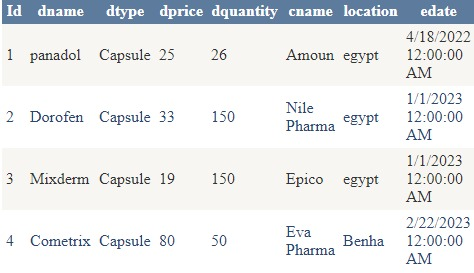 Id dname dtype dprice dquantity cname location edate
1 panadol Capsule 25 26 Amoun egypt 4/18/2022 12:00:00 AM
2 Dorofen Capsule 33 150 Nile Pharma egypt 1/1/2023 12:00:00 AM
3 Mixderm Capsule 19 150 Epico egypt 1/1/2023 12:00:00 AM
4 Cometrix Capsule 80 50 Eva Pharma Benha 2/22/2023 12:00:00 AM